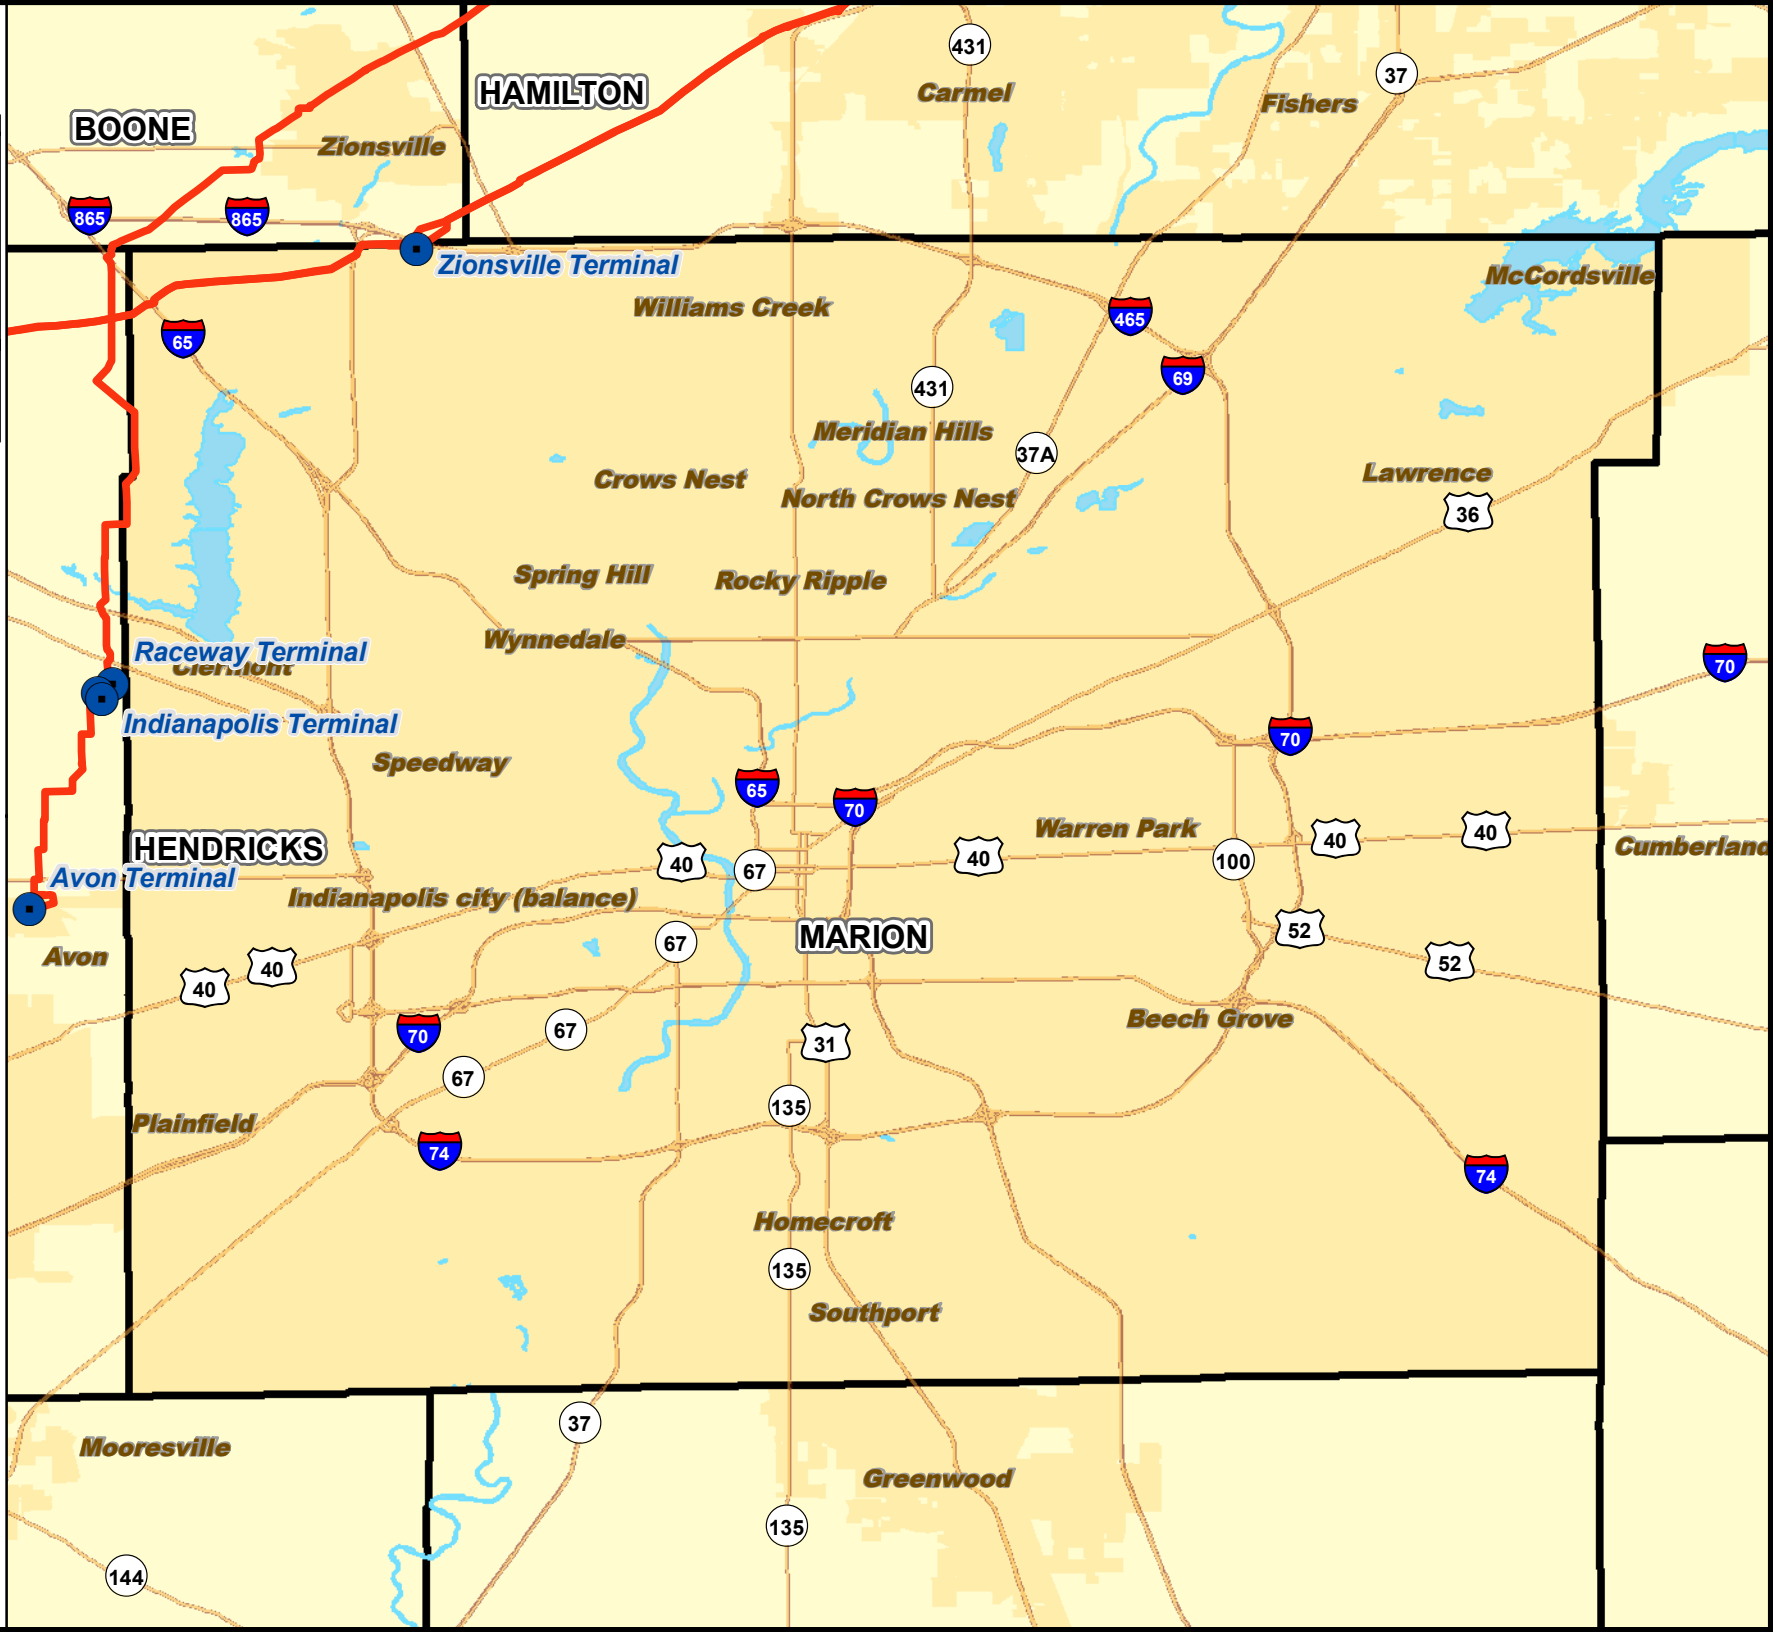 431
37
HAMILTON
Carmel
Fishers
BOONE
Zionsville
865
865
Zionsville Terminal
McCordsville
Williams Creek
465
65
69
431
Meridian Hills
37A
Crows Nest
Lawrence
North Crows Nest
36
Spring Hill
Rocky Ripple
Wynnedale
Raceway Terminal
Clermont
70
Indianapolis Terminal
70
Speedway
65
70
Warren Park
40
40
HENDRICKS
Cumberland
40
67
40
100
Avon Terminal
Indianapolis city (balance)
52
MARION
67
Avon
52
40
40
Beech Grove
70
67
31
67
135
Plainfield
74
74
Homecroft
135
Southport
37
Mooresville
Greenwood
135
144